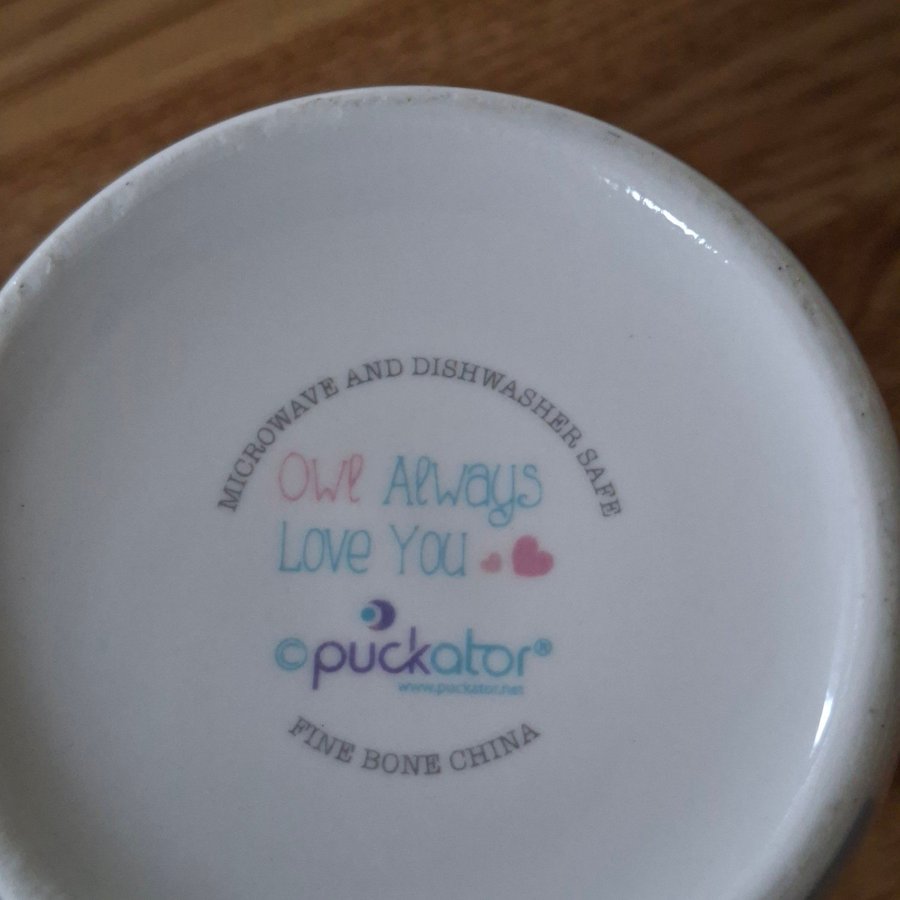 MICROWAVE AND DISHWASHER SAFE
Owl Always
Love You
©puckator®
www.puckator.net
FINE BONE CHINA